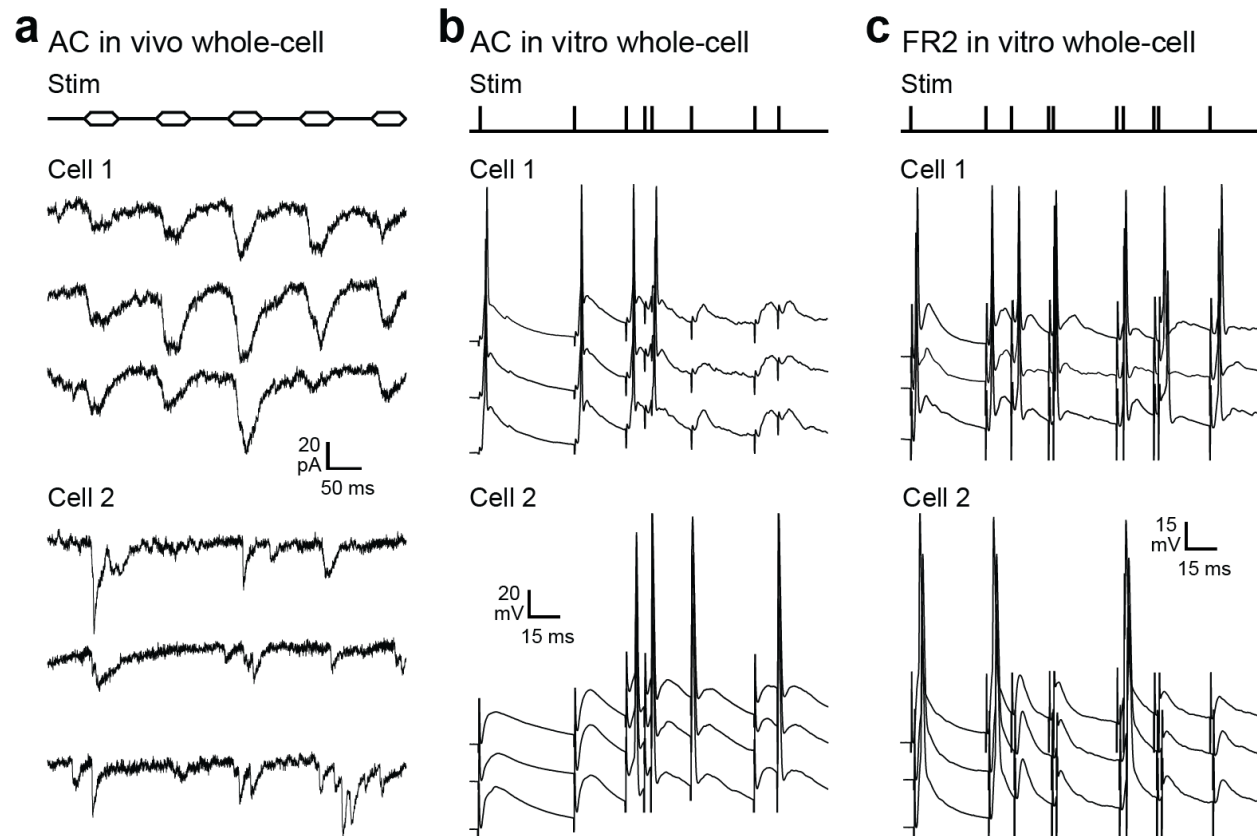 a AC in vivo whole-cell
Stim
Cell 1
20
pA
50 ms
Cell 2
b AC in vitro whole-cell
Stim
Cell 1
Cell 2
20
mV
15 ms
c FR2 in vitro whole-cell
Stim
Cell 1
Cell 2
15
mV
15 ms